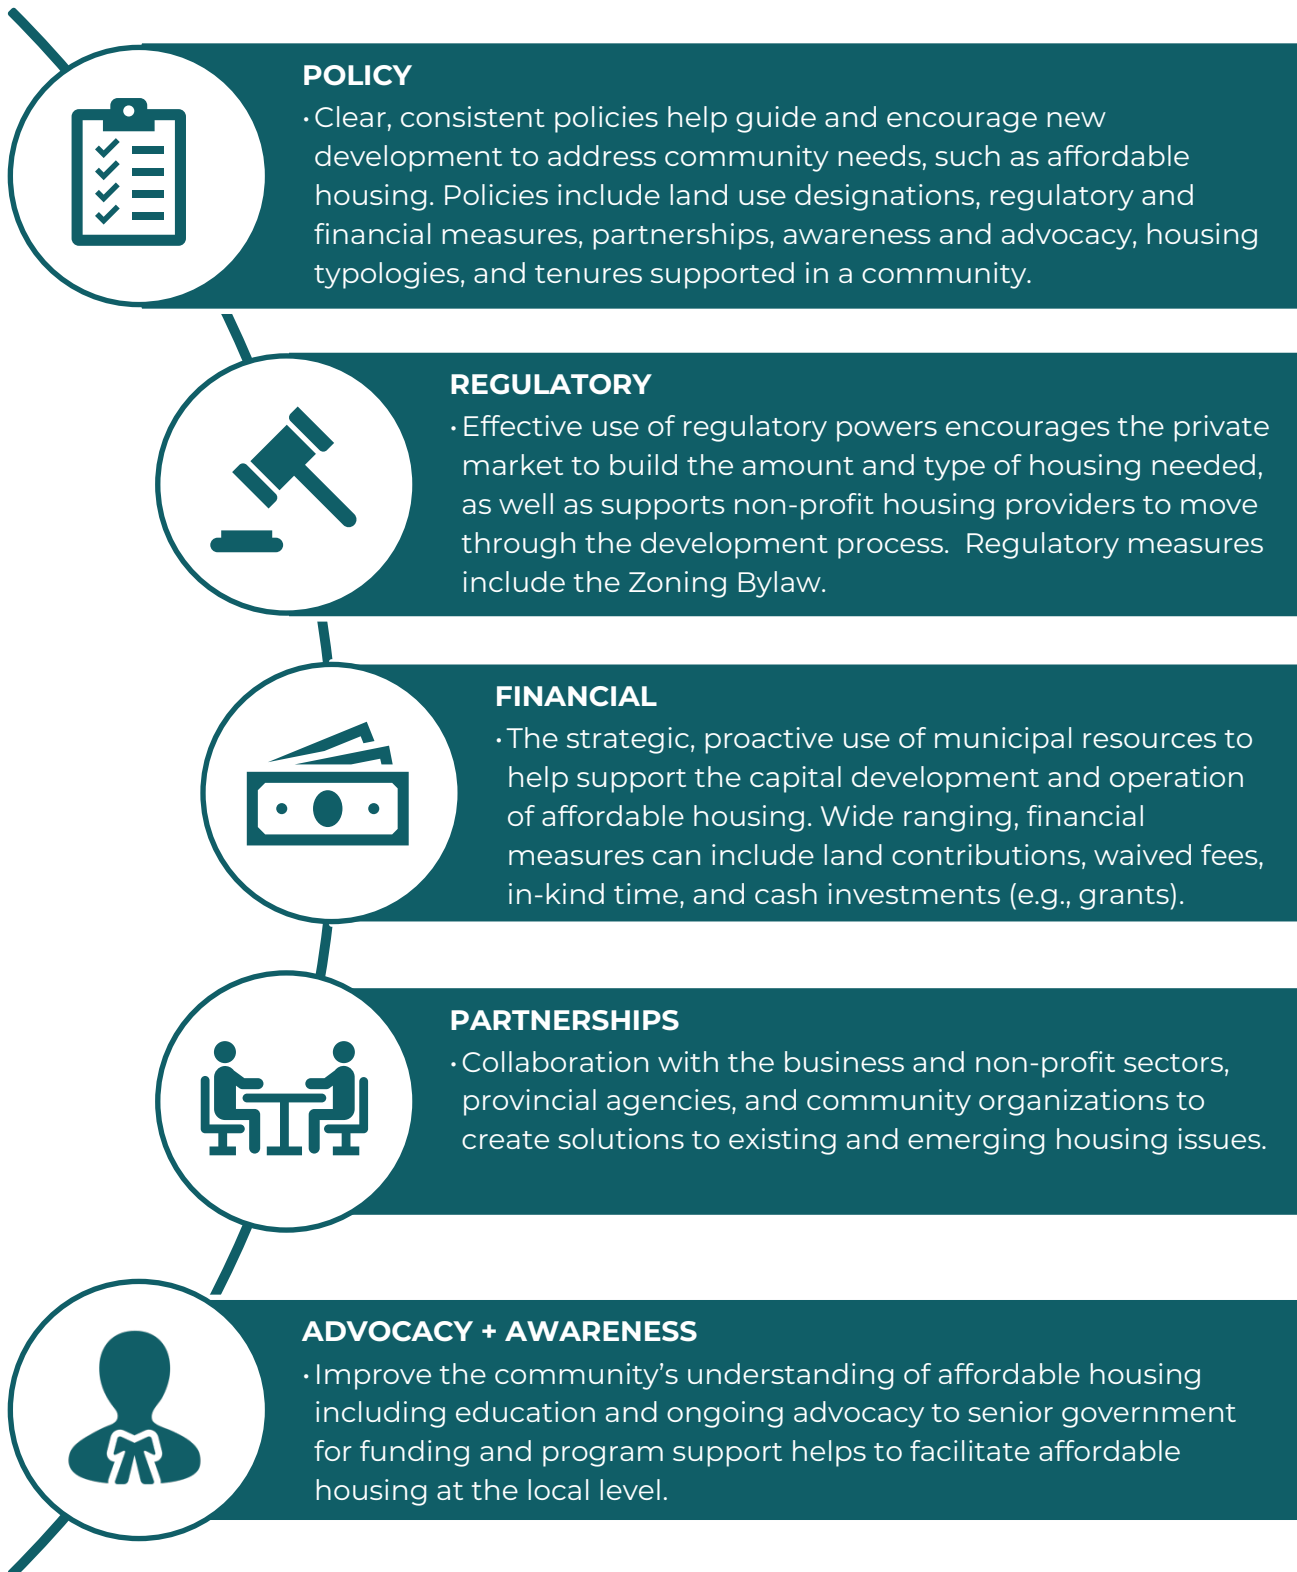 POLICY
· Clear, consistent policies help guide and encourage new
development to address community needs, such as affordable
housing. Policies include land use designations, regulatory and
financial measures, partnerships, awareness and advocacy, housing
typologies, and tenures supported in a community.
REGULATORY
· Effective use of regulatory powers encourages the private
market to build the amount and type of housing needed,
as well as supports non-profit housing providers to move
through the development process.  Regulatory measures
include the Zoning Bylaw.
FINANCIAL
· The strategic, proactive use of municipal resources to
help support the capital development and operation
of affordable housing. Wide ranging, financial
measures can include land contributions, waived fees,
in-kind time, and cash investments (e.g., grants).
PARTNERSHIPS
· Collaboration with the business and non-profit sectors,
provincial agencies, and community organizations to
create solutions to existing and emerging housing issues.
ADVOCACY + AWARENESS
· Improve the community’s understanding of affordable housing
including education and ongoing advocacy to senior government
for funding and program support helps to facilitate affordable
housing at the local level.